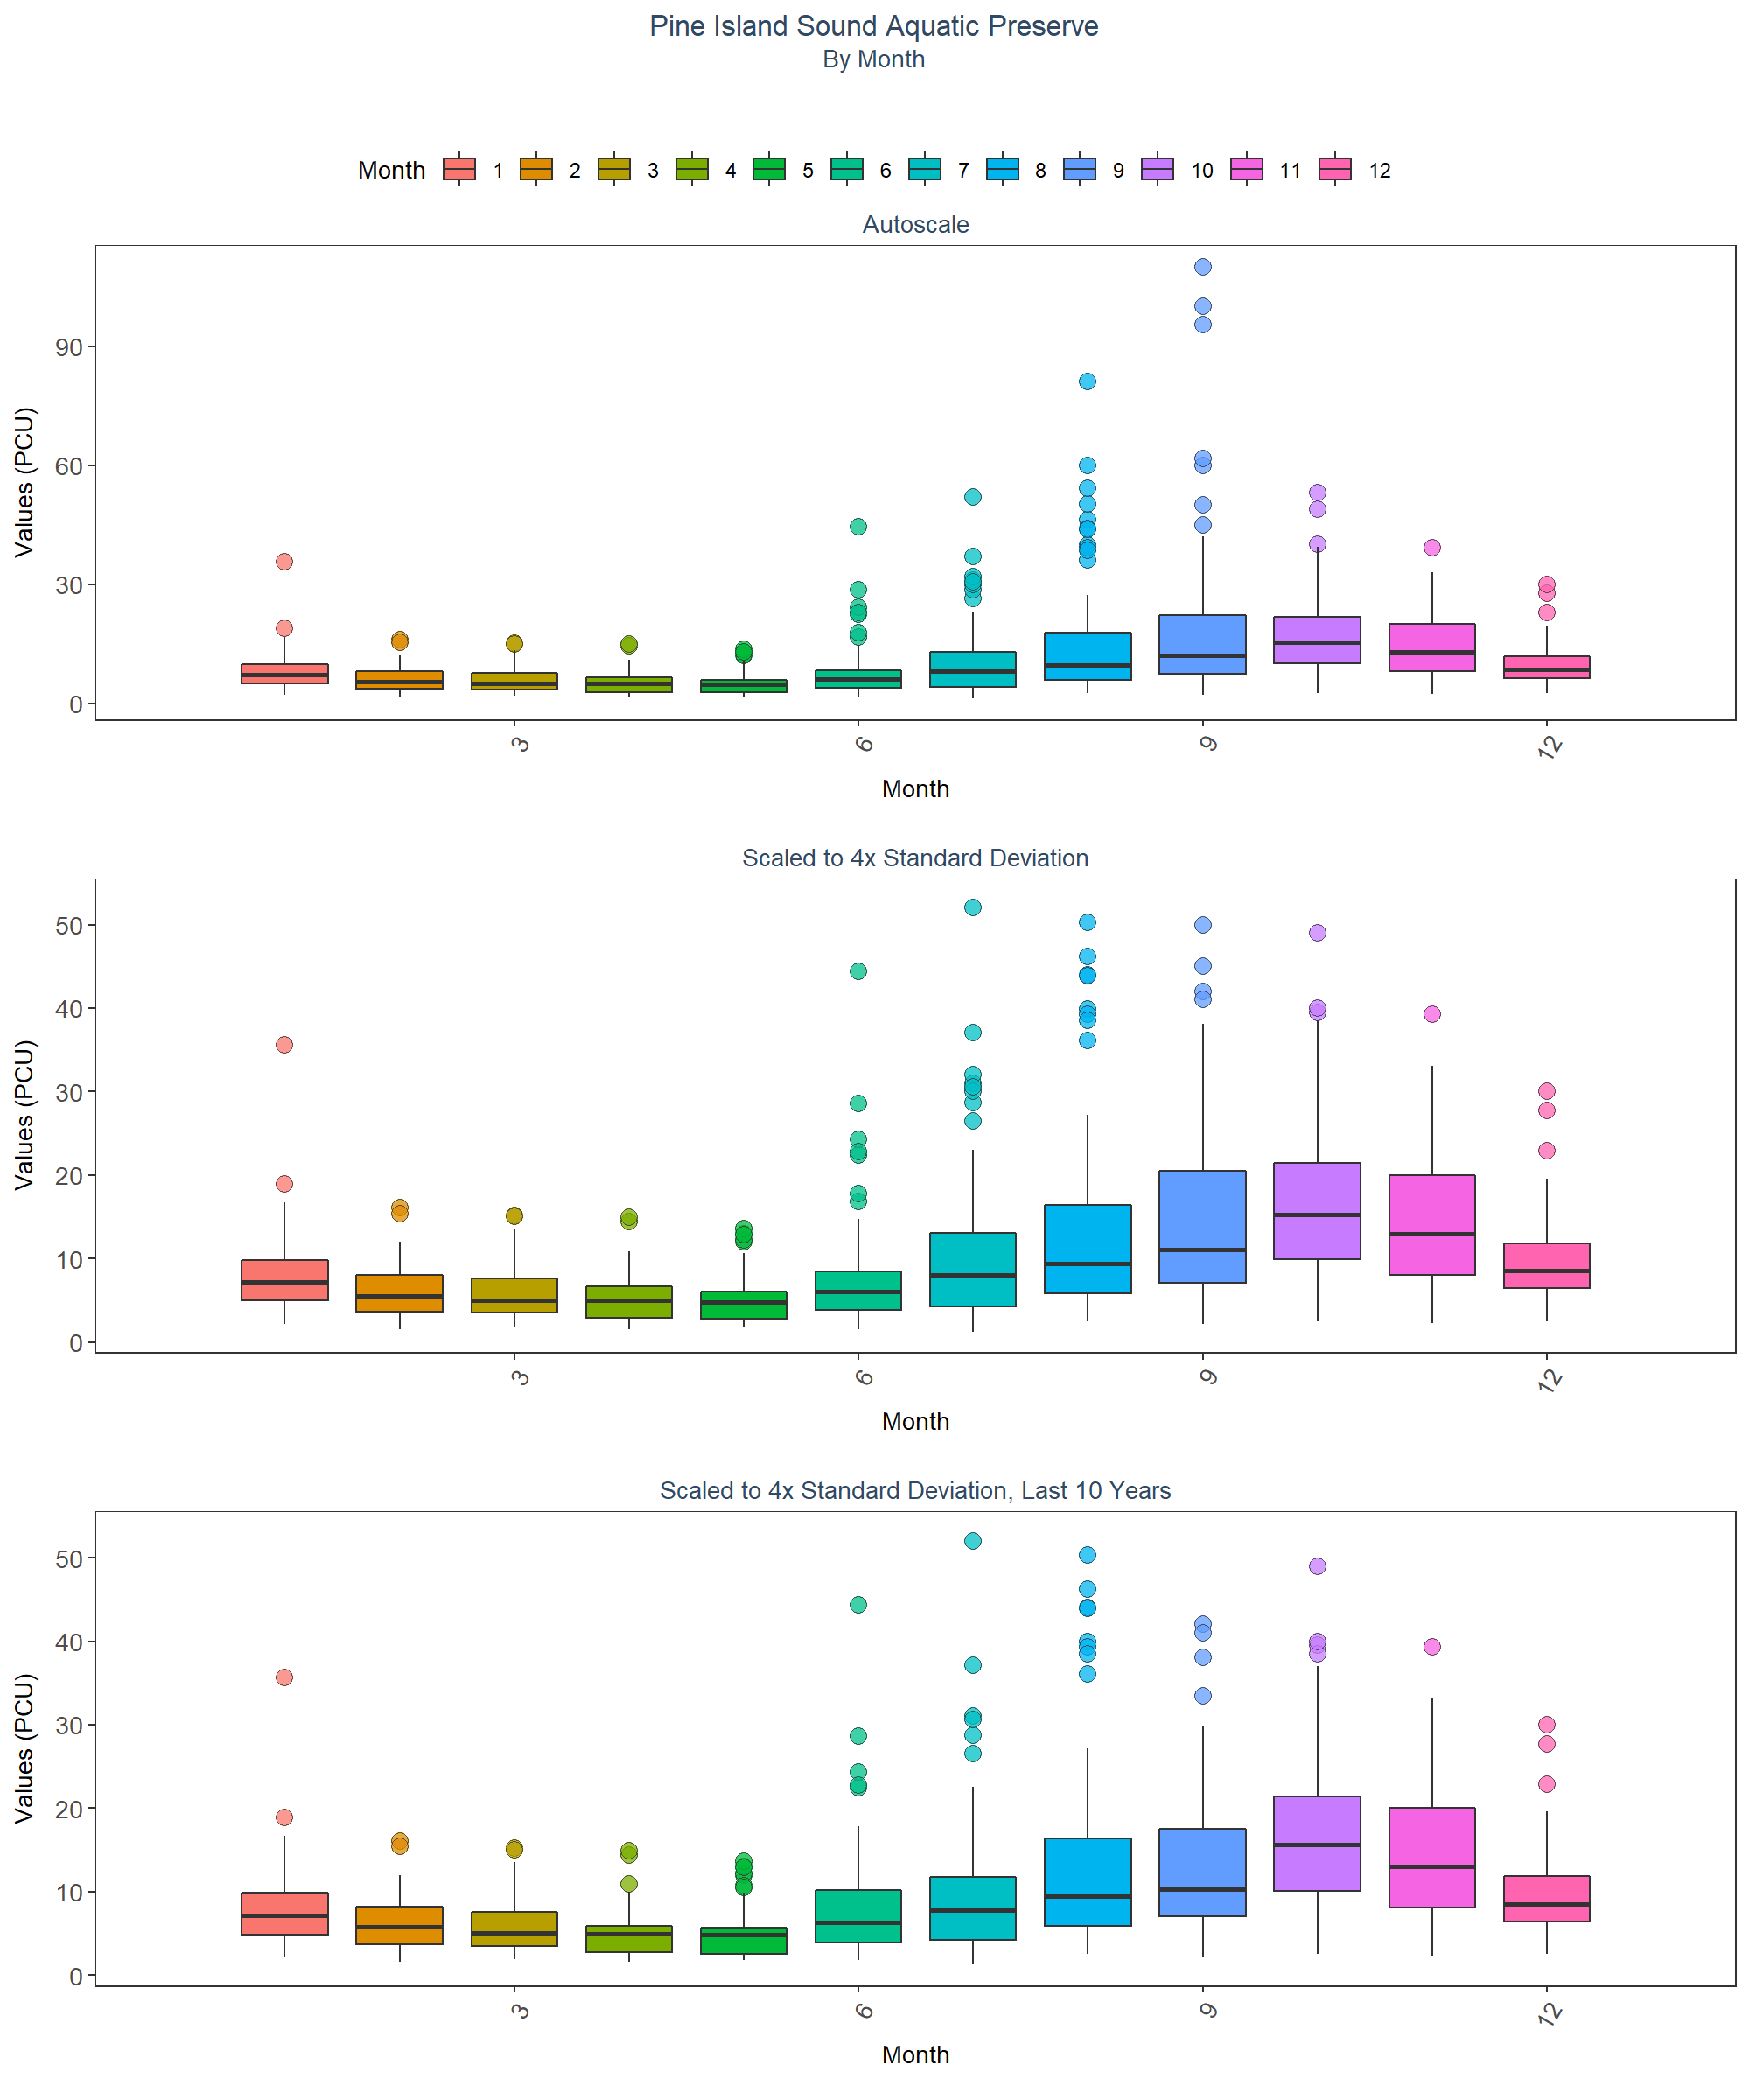 Pine Island Sound Aquatic Preserve
By Month
Month 1 2 3 4 5 6 7 8 9 10 11 12
Autoscale
Values (PCU)
90
60
30
0
3 6 9 12
Month
Scaled to 4x Standard Deviation
Values (PCU)
50
40
30
20
10
0
3 6 9 12
Month
Scaled to 4x Standard Deviation, Last 10 Years
Values (PCU)
50
40
30
20
10
0
3 6 9 12
Month